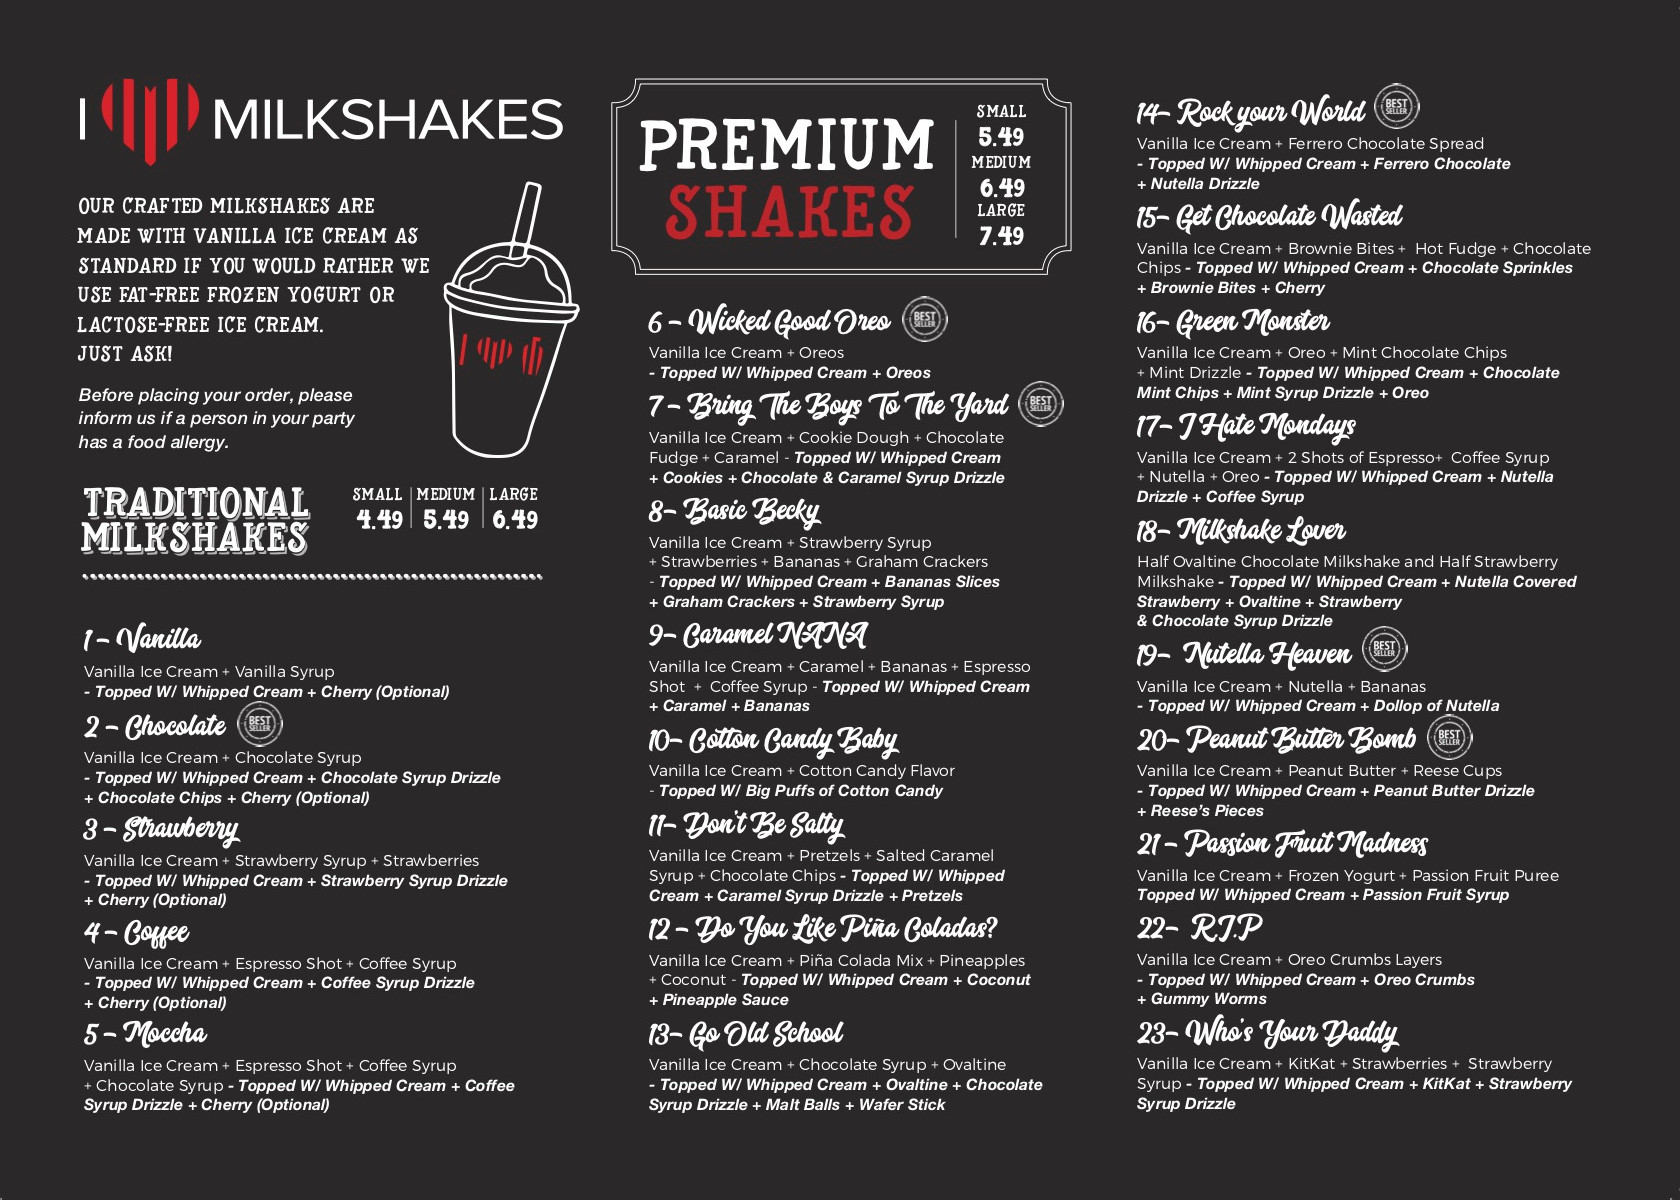 I MILKSHAKES
OUR CRAFTED MILKSHAKES ARE
MADE WITH VANILLA ICE CREAM AS
STANDARD IF YOU WOULD RATHER WE
USE FAT-FREE FROZEN YOGURT OR
LACTOSE-FREE ICE CREAM.
JUST ASK!
Before placing your order, please
inform us if a person in your party
has a food allergy.
TRADITIONAL
MILKSHAKES
SMALL MEDIUM LARGE
4.49 5.49 6.49
1 - Vanilla
Vanilla Ice Cream + Vanilla Syrup
- Topped W/ Whipped Cream + Cherry (Optional)
2 - Chocolate BEST SELLER
Vanilla Ice Cream + Chocolate Syrup
- Topped W/ Whipped Cream + Chocolate Syrup Drizzle
+ Chocolate Chips + Cherry (Optional)
3 - Strawberry
Vanilla Ice Cream + Strawberry Syrup + Strawberries
- Topped W/ Whipped Cream + Strawberry Syrup Drizzle
+ Cherry (Optional)
4 - Coffee
Vanilla Ice Cream + Espresso Shot + Coffee Syrup
- Topped W/ Whipped Cream + Coffee Syrup Drizzle
+ Cherry (Optional)
5 - Moccha
Vanilla Ice Cream + Espresso Shot + Coffee Syrup
+ Chocolate Syrup - Topped W/ Whipped Cream + Coffee
Syrup Drizzle + Cherry (Optional)
PREMIUM
SHAKES
SMALL
5.49
MEDIUM
6.49
LARGE
7.49
6 - Wicked Good Oreo BEST SELLER
Vanilla Ice Cream + Oreos
- Topped W/ Whipped Cream + Oreos
7 - Bring The Boys To The Yard BEST SELLER
Vanilla Ice Cream + Cookie Dough + Chocolate
Fudge + Caramel - Topped W/ Whipped Cream
+ Cookies + Chocolate & Caramel Syrup Drizzle
8- Basic Becky
Vanilla Ice Cream + Strawberry Syrup
+ Strawberries + Bananas + Graham Crackers
- Topped W/ Whipped Cream + Bananas Slices
+ Graham Crackers + Strawberry Syrup
9- Caramel NANA
Vanilla Ice Cream + Caramel + Bananas + Espresso
Shot + Coffee Syrup - Topped W/ Whipped Cream
+ Caramel + Bananas
10- Cotton Candy Baby
Vanilla Ice Cream + Cotton Candy Flavor
- Topped W/ Big Puffs of Cotton Candy
11- Don't Be Salty
Vanilla Ice Cream + Pretzels + Salted Caramel
Syrup + Chocolate Chips - Topped W/ Whipped
Cream + Caramel Syrup Drizzle + Pretzels
12 - Do You Like Piña Coladas?
Vanilla Ice Cream + Piña Colada Mix + Pineapples
+ Coconut - Topped W/ Whipped Cream + Coconut
+ Pineapple Sauce
13- Go Old School
Vanilla Ice Cream + Chocolate Syrup + Ovaltine
- Topped W/ Whipped Cream + Ovaltine + Chocolate
Syrup Drizzle + Malt Balls + Wafer Stick
14- Rock your World BEST SELLER
Vanilla Ice Cream + Ferrero Chocolate Spread
- Topped W/ Whipped Cream + Ferrero Chocolate
+ Nutella Drizzle
15- Get Chocolate Wasted
Vanilla Ice Cream + Brownie Bites + Hot Fudge + Chocolate
Chips - Topped W/ Whipped Cream + Chocolate Sprinkles
+ Brownie Bites + Cherry
16- Green Monster
Vanilla Ice Cream + Oreo + Mint Chocolate Chips
+ Mint Drizzle - Topped W/ Whipped Cream + Chocolate
Mint Chips + Mint Syrup Drizzle + Oreo
17- I Hate Mondays
Vanilla Ice Cream + 2 Shots of Espresso+ Coffee Syrup
+ Nutella + Oreo - Topped W/ Whipped Cream + Nutella
Drizzle + Coffee Syrup
18- Milkshake Lover
Half Ovaltine Chocolate Milkshake and Half Strawberry
Milkshake - Topped W/ Whipped Cream + Nutella Covered
Strawberry + Ovaltine + Strawberry
& Chocolate Syrup Drizzle
19- Nutella Heaven BEST SELLER
Vanilla Ice Cream + Nutella + Bananas
- Topped W/ Whipped Cream + Dollop of Nutella
20- Peanut Butter Bomb BEST SELLER
Vanilla Ice Cream + Peanut Butter + Reese Cups
- Topped W/ Whipped Cream + Peanut Butter Drizzle
+ Reese's Pieces
21 - Passion Fruit Madness
Vanilla Ice Cream + Frozen Yogurt + Passion Fruit Puree
Topped W/ Whipped Cream + Passion Fruit Syrup
22- R.I.P
Vanilla Ice Cream + Oreo Crumbs Layers
- Topped W/ Whipped Cream + Oreo Crumbs
+ Gummy Worms
23- Who's Your Daddy
Vanilla Ice Cream + KitKat + Strawberries + Strawberry
Syrup - Topped W/ Whipped Cream + KitKat + Strawberry
Syrup Drizzle